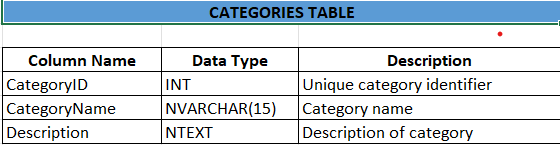 CATEGORIES TABLE
Column Name Data Type Description
CategoryID INT Unique category identifier
CategoryName NVARCHAR(15) Category name
Description NTEXT Description of category